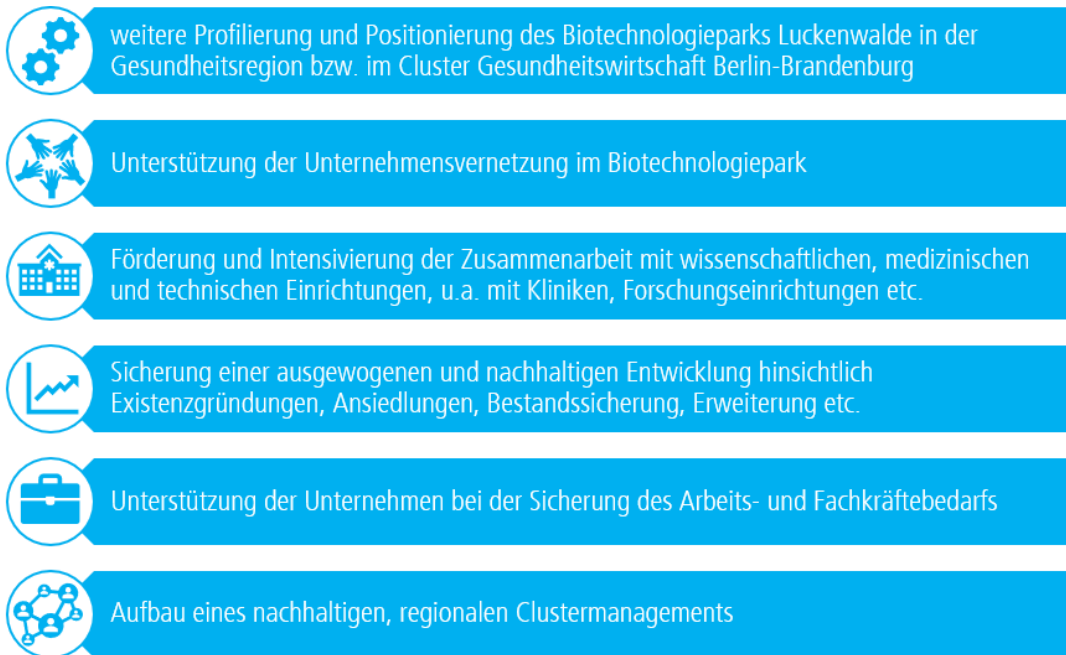 weitere Profilierung und Positionierung des Biotechnologieparks Luckenwalde in der
Gesundheitsregion bzw. im Cluster Gesundheitswirtschaft Berlin-Brandenburg
Unterstützung der Unternehmensvernetzung im Biotechnologiepark
Förderung und Intensivierung der Zusammenarbeit mit wissenschaftlichen, medizinischen
und technischen Einrichtungen, u.a. mit Kliniken, Forschungseinrichtungen etc.
Sicherung einer ausgewogenen und nachhaltigen Entwicklung hinsichtlich
Existenzgründungen, Ansiedlungen, Bestandssicherung, Erweiterung etc.
Unterstützung der Unternehmen bei der Sicherung des Arbeits- und Fachkräftebedarfs
Aufbau eines nachhaltigen, regionalen Clustermanagements